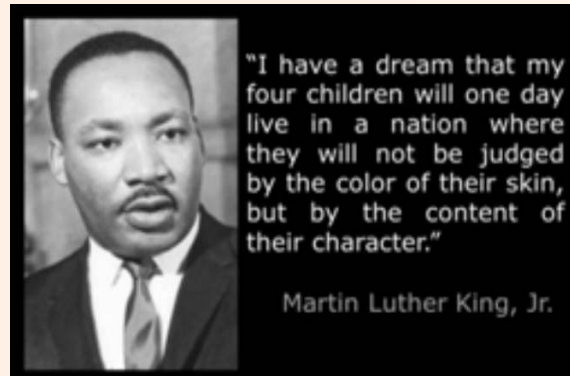 “I have a dream that my
four children will one day
live in a nation where
they will not be judged
by the color of their skin,
but by the content of
their character.”
Martin Luther King, Jr.